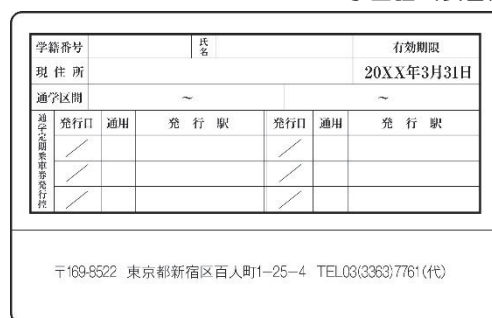 学籍番号 氏名 有効期限
現住所 20XX年3月31日
通学区間 ～ ～
通学定期乗車券発行控
発行日 通用 発行駅 発行日 通用 発行駅
／ ／
／ ／
／ ／
〒169-8522 東京都新宿区百人町1-25-4 TEL03(3363)7761(代)